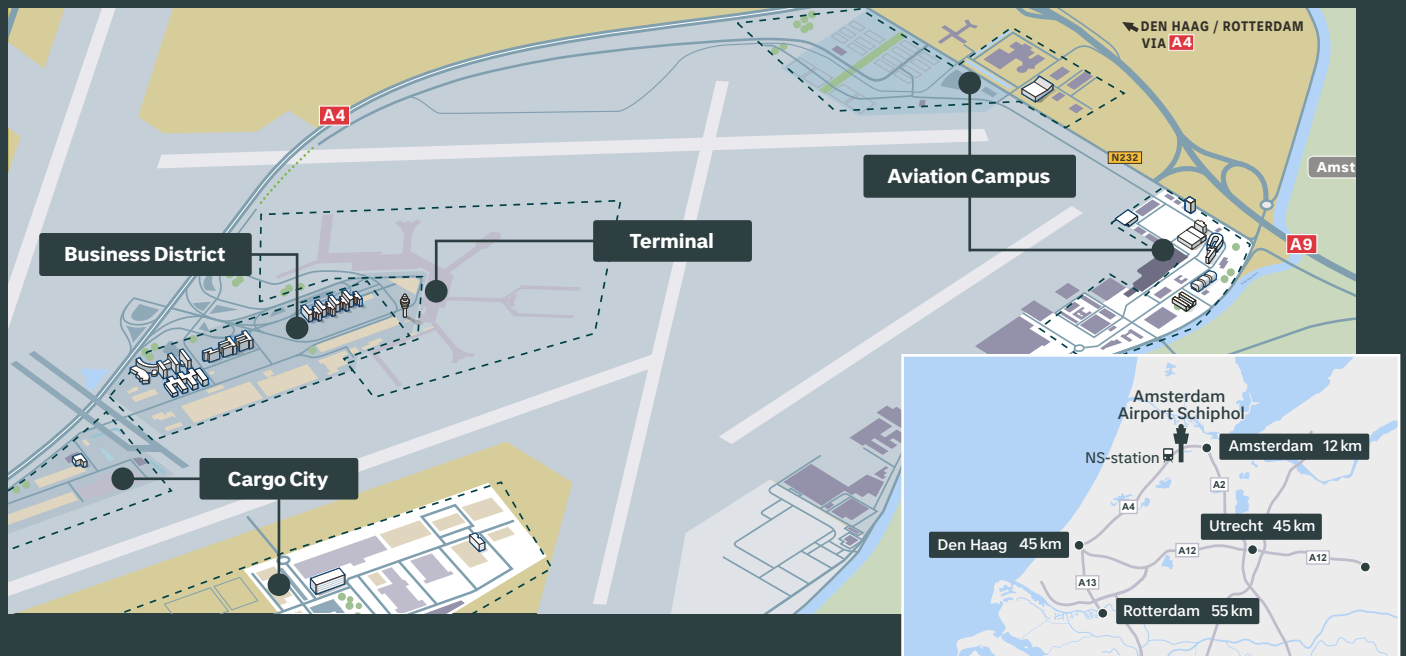 DEN HAAG / ROTTERDAM
VIA A4
A4
N232
Amst
Aviation Campus
Terminal
Business District
A9
Cargo City
Amsterdam
Airport Schiphol
NS-station
Amsterdam 12 km
A2
A4
Utrecht 45 km
Den Haag 45 km
A12
A12
A13
Rotterdam 55 km